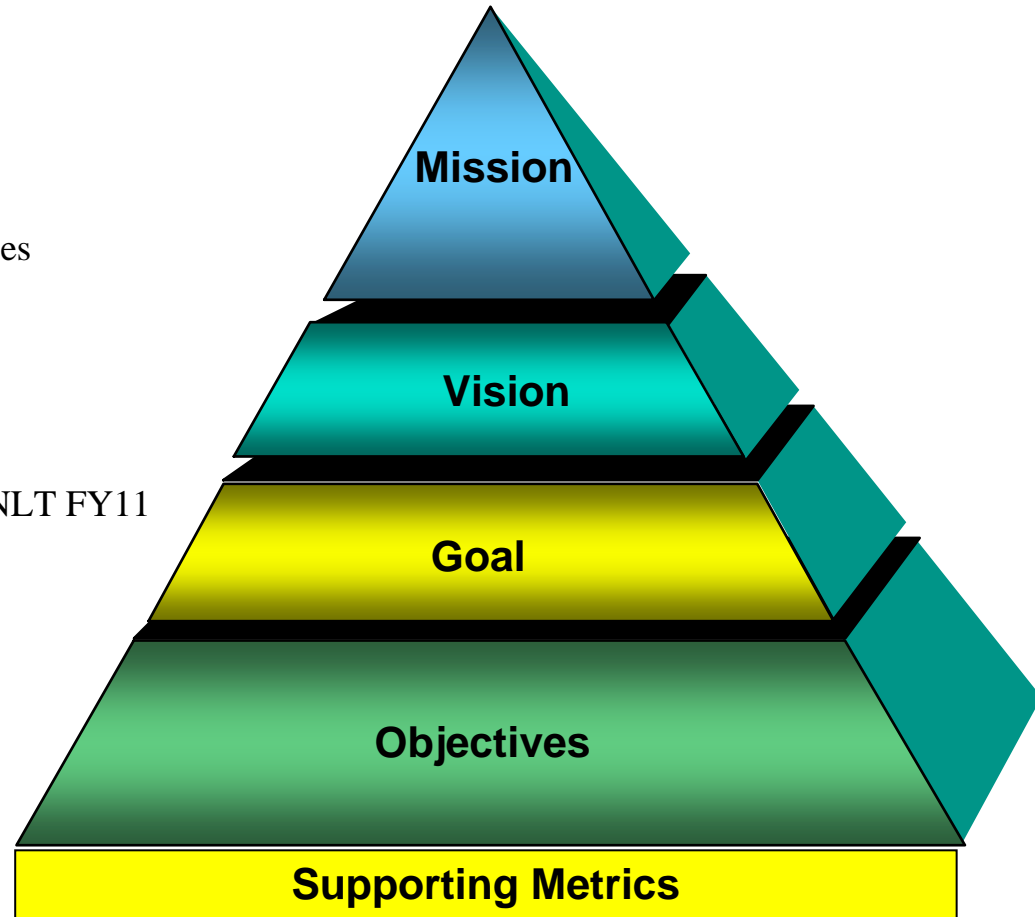 Mission
es
Vision
NLT FY11
Goal
Objectives
Supporting Metrics